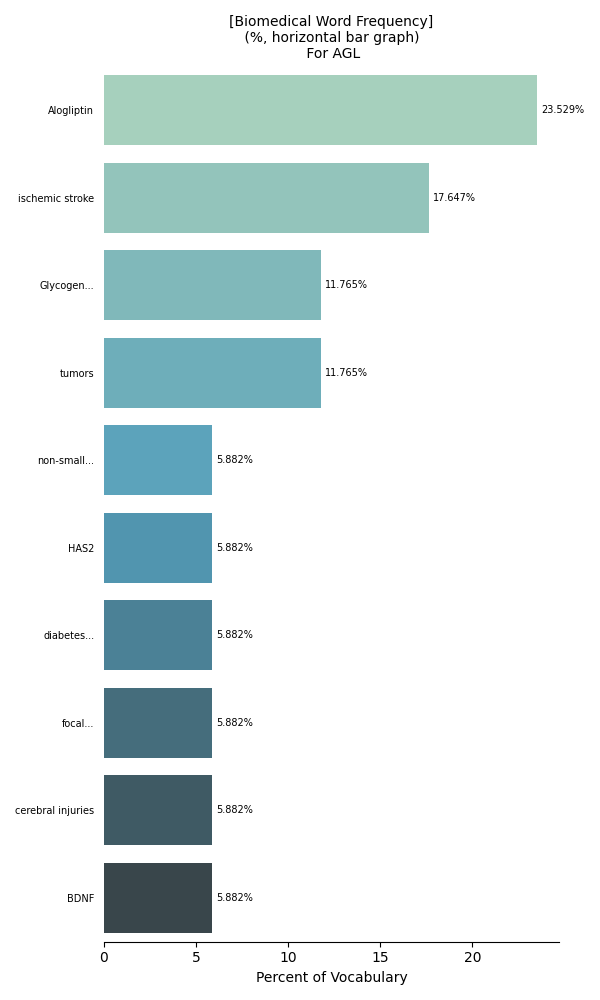 [Biomedical Word Frequency]
(%, horizontal bar graph)
For AGL
Alogliptin
23.529%
ischemic stroke
17.647%
Glycogen...
11.765%
tumors
11.765%
non-small...
5.882%
HAS2
5.882%
diabetes...
5.882%
focal...
5.882%
cerebral injuries
5.882%
BDNF
5.882%
0 5 10 15 20
Percent of Vocabulary